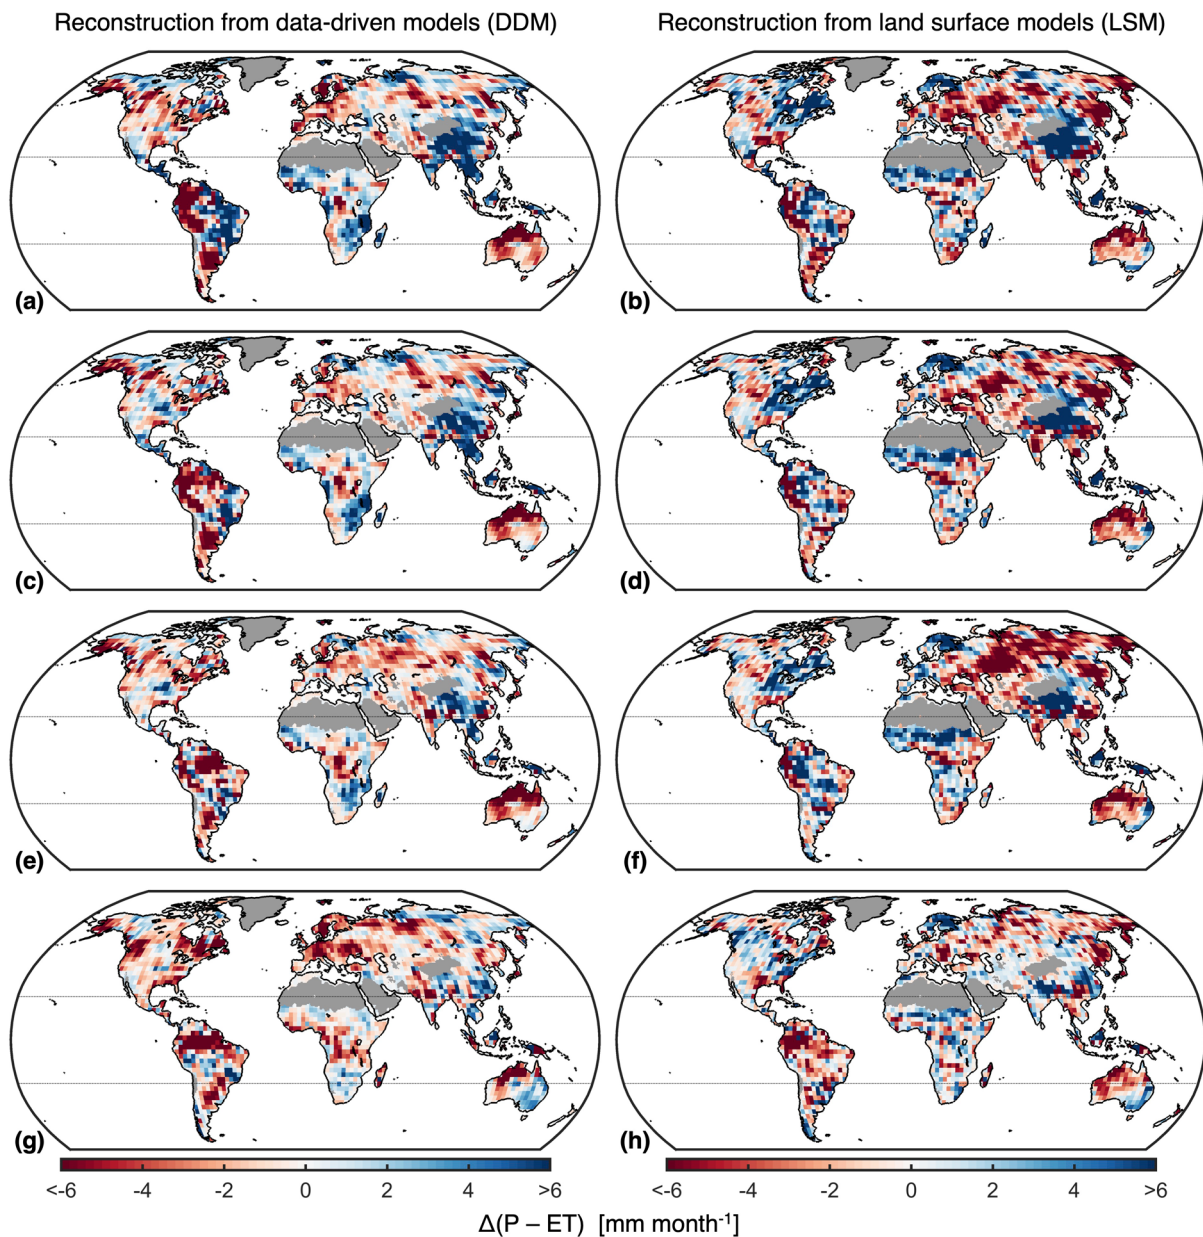 Reconstruction from data-driven models (DDM)
Reconstruction from land surface models (LSM)
(a)
(b)
(c)
(d)
(e)
(f)
(g)
(h)
<-6 -4 -2 0 2 4 >6
<-6 -4 -2 0 2 4 >6
Δ(P – ET) [mm month⁻¹]